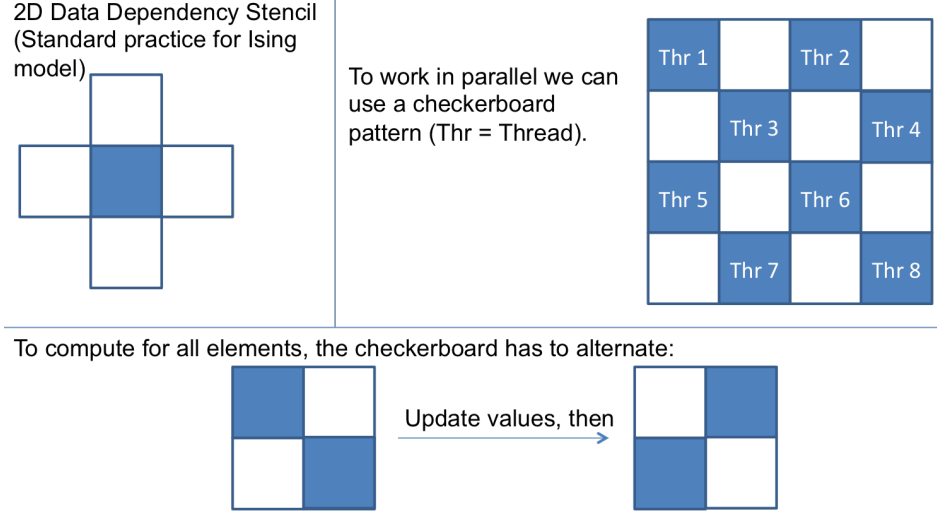 2D Data Dependency Stencil
(Standard practice for Ising
model)
To work in parallel we can
use a checkerboard
pattern (Thr = Thread).
Thr 1
Thr 2
Thr 3
Thr 4
Thr 5
Thr 6
Thr 7
Thr 8
To compute for all elements, the checkerboard has to alternate:
Update values, then